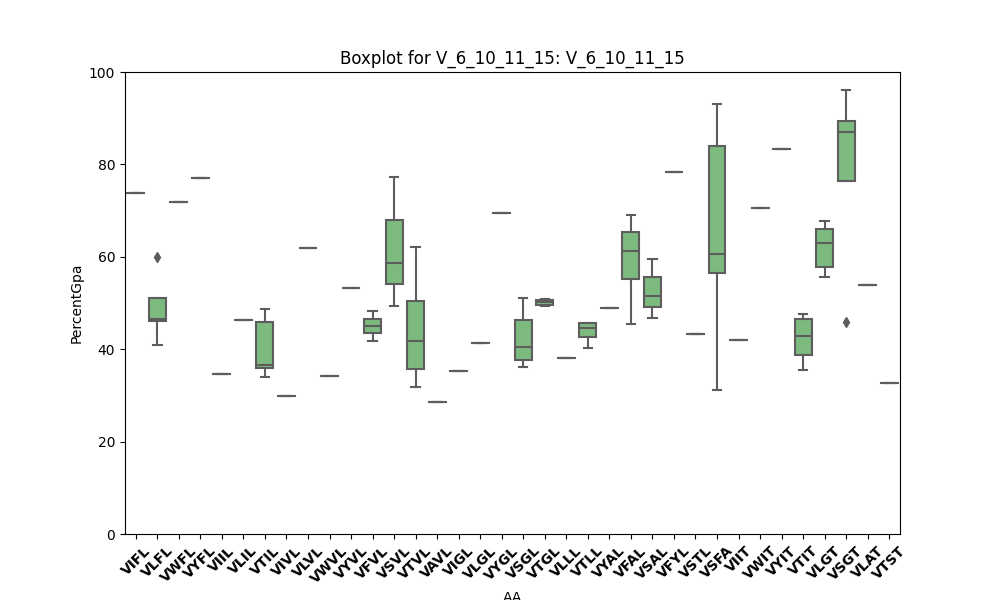 Boxplot for V_6_10_11_15: V_6_10_11_15
100
80
60
40
20
0
PercentGpa
VIFL VLFL VWFL VYFL VIIL VLIL VTIL VIVL VLVL VWVL VYVL VFVL VSVL VTVL VAVL VIGL VLGL VYGL VSGL VTGL VLLL VTLL VYAL VFAL VSAL VFYL VSTL VSFA VIIT VWIT VYIT VTIT VLGT VSGT VLAT VTST
AA